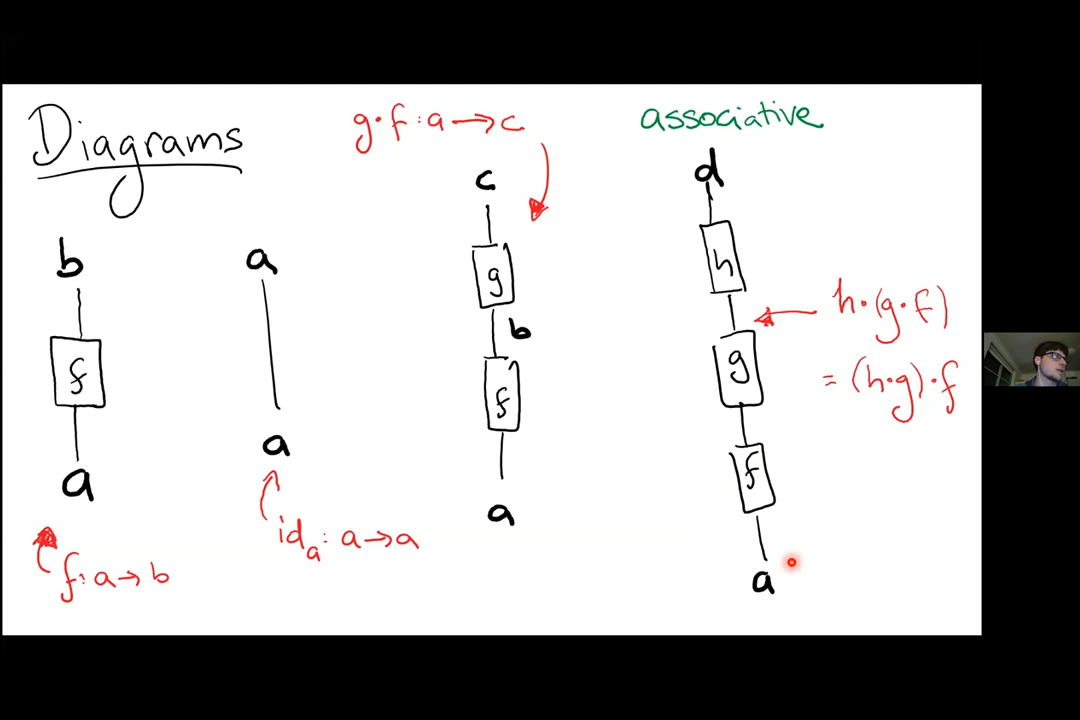 Diagrams
b
f
a
f: a → b
a
a
id_a: a → a
g·f : a → c
c
g
b
f
a
associative
d
h
g
f
a
h·(g·f)
= (h·g)·f